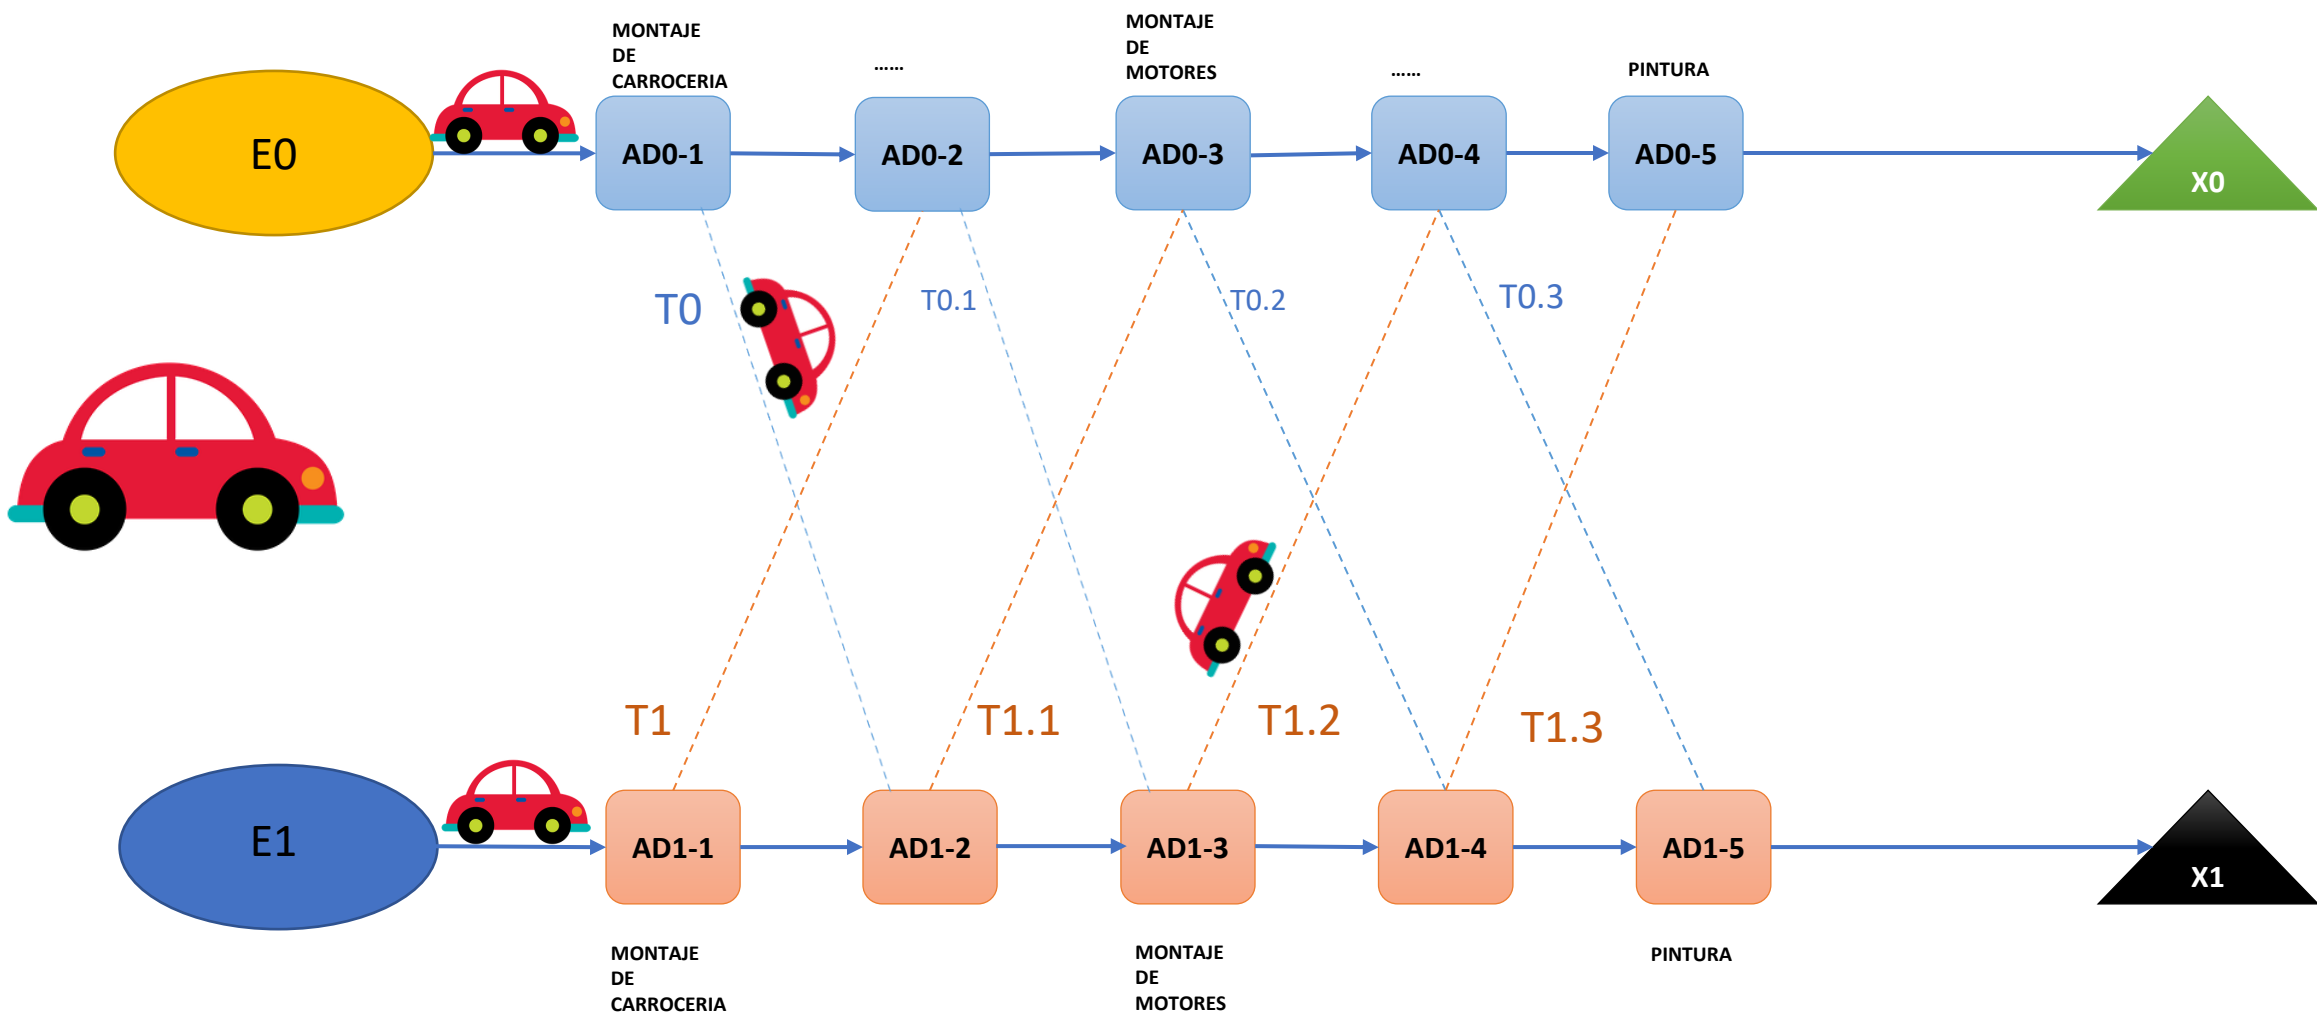 MONTAJE
DE
CARROCERIA
......
MONTAJE
DE
MOTORES
......
PINTURA
E0
AD0-1
AD0-2
AD0-3
AD0-4
AD0-5
X0
T0
T0.1
T0.2
T0.3
T1
T1.1
T1.2
T1.3
E1
AD1-1
AD1-2
AD1-3
AD1-4
AD1-5
X1
MONTAJE
DE
CARROCERIA
MONTAJE
DE
MOTORES
PINTURA